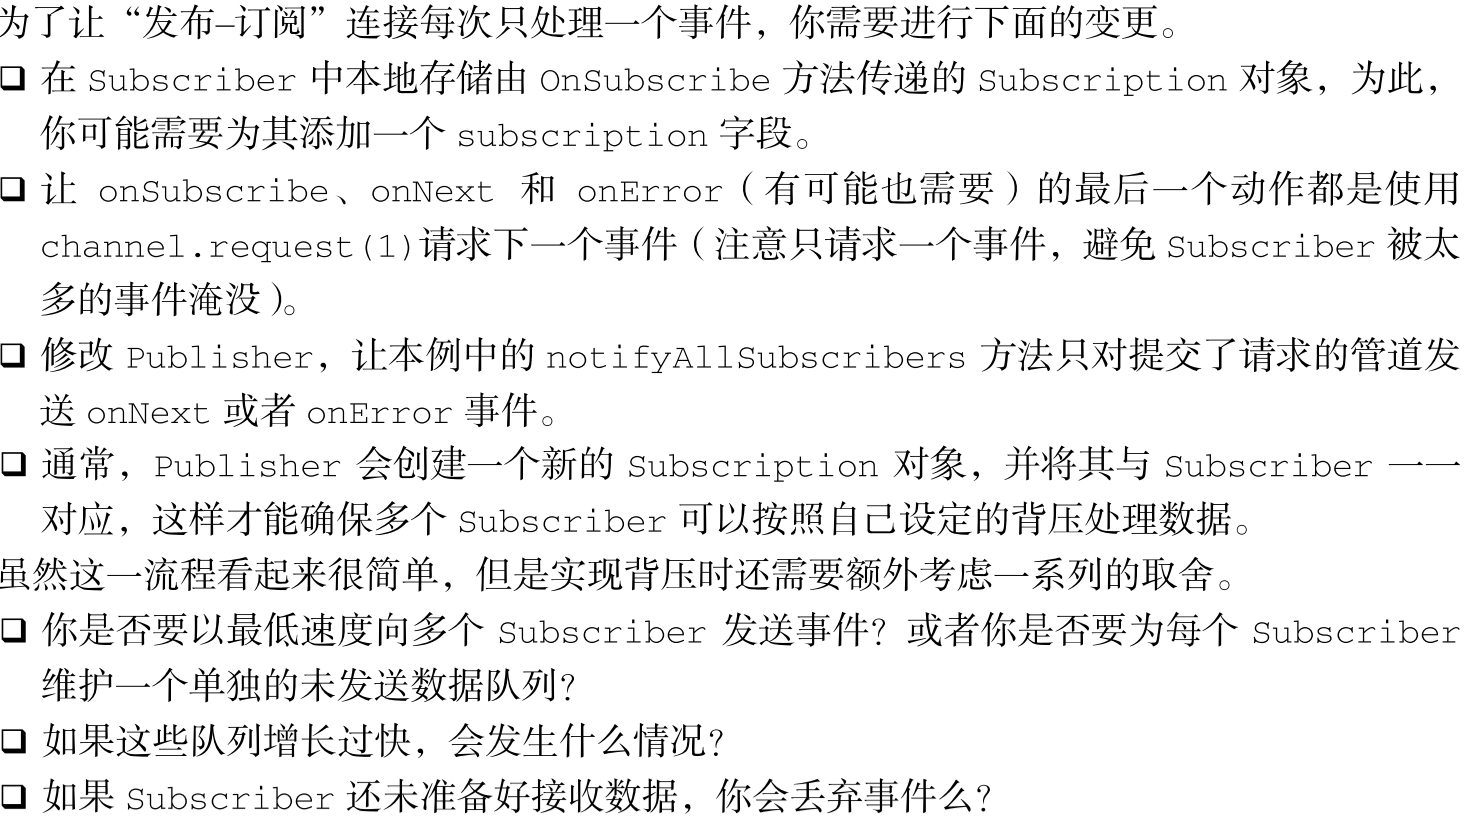 为了让“发布–订阅”连接每次只处理一个事件，你需要进行下面的变更。
❑ 在 Subscriber 中本地存储由 OnSubscribe 方法传递的 Subscription 对象，为此，
你可能需要为其添加一个 subscription 字段。
❑ 让 onSubscribe、onNext 和 onError（有可能也需要）的最后一个动作都是使用
channel.request(1)请求下一个事件（注意只请求一个事件，避免 Subscriber 被太
多的事件淹没）。
❑ 修改 Publisher，让本例中的 notifyAllSubscribers 方法只对提交了请求的管道发
送 onNext 或者 onError 事件。
❑ 通常，Publisher 会创建一个新的 Subscription 对象，并将其与 Subscriber 一一
对应，这样才能确保多个 Subscriber 可以按照自己设定的背压处理数据。
虽然这一流程看起来很简单，但是实现背压时还需要额外考虑一系列的取舍。
❑ 你是否要以最低速度向多个 Subscriber 发送事件？或者你是否要为每个 Subscriber
维护一个单独的未发送数据队列？
❑ 如果这些队列增长过快，会发生什么情况？
❑ 如果 Subscriber 还未准备好接收数据，你会丢弃事件么？